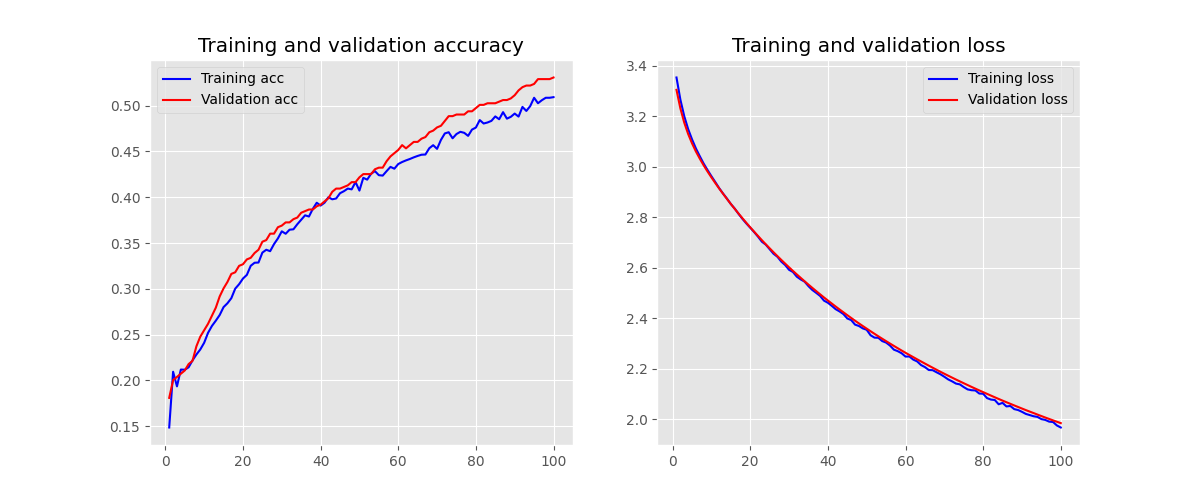 Training and validation accuracy
Training acc
Validation acc
0.50
0.45
0.40
0.35
0.30
0.25
0.20
0.15
0 20 40 60 80 100
Training and validation loss
Training loss
Validation loss
3.4
3.2
3.0
2.8
2.6
2.4
2.2
2.0
0 20 40 60 80 100